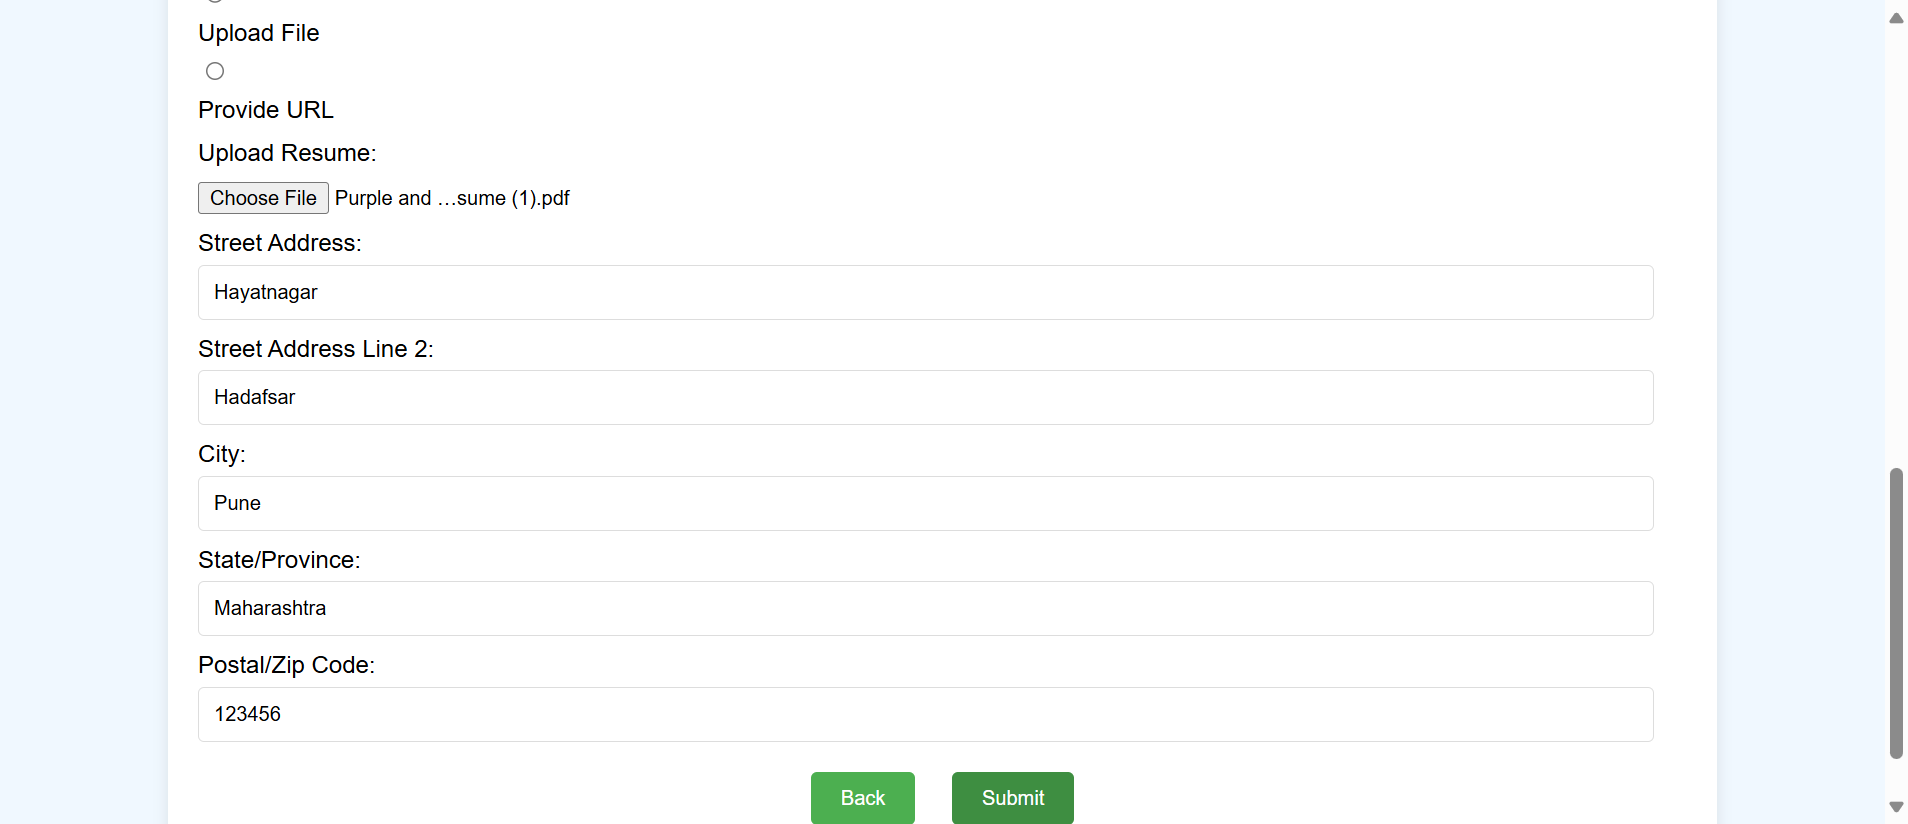 Upload File
Provide URL
Upload Resume:
Choose File Purple and …sume (1).pdf
Street Address:
Hayatnagar
Street Address Line 2:
Hadafsar
City:
Pune
State/Province:
Maharashtra
Postal/Zip Code:
123456
Back Submit